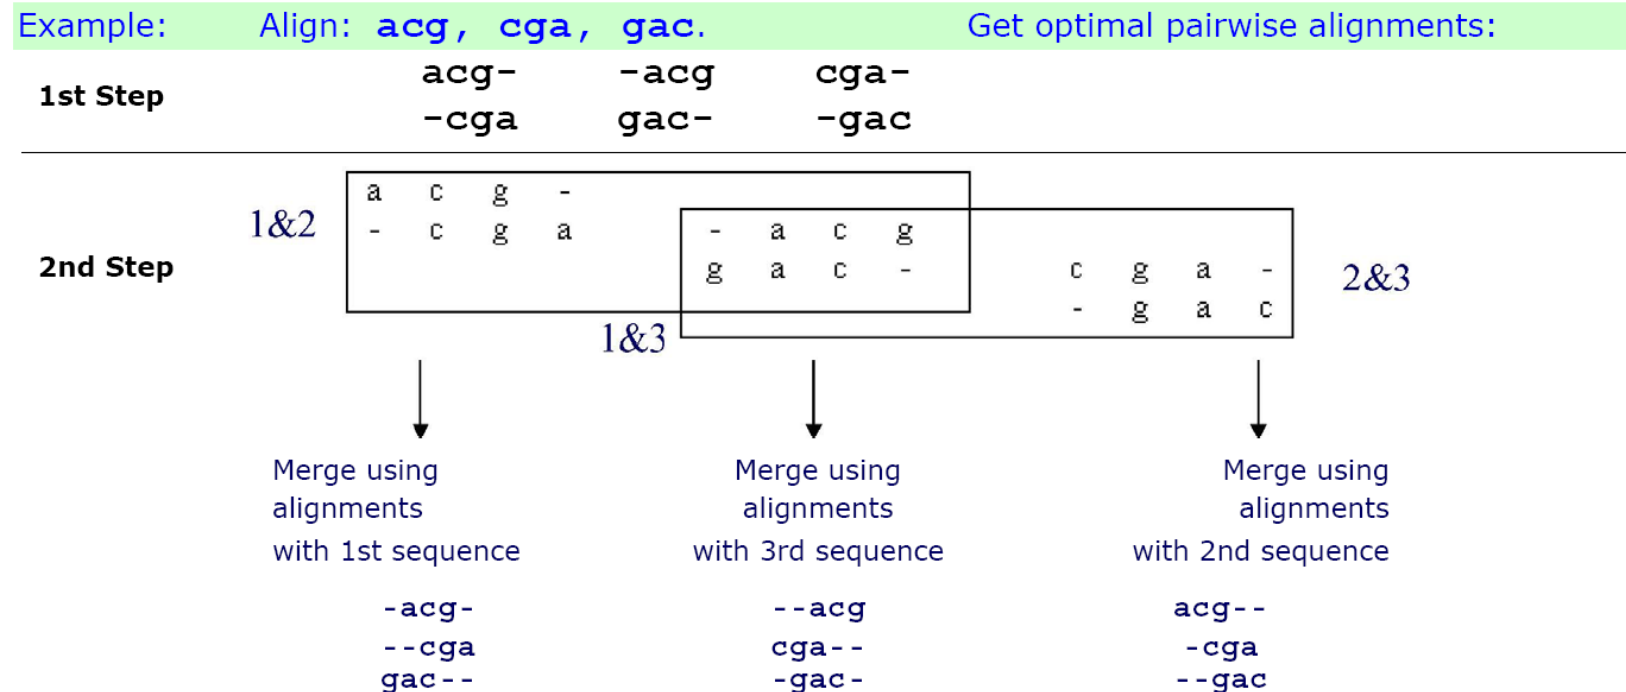 Example: Align: acg, cga, gac. Get optimal pairwise alignments:
1st Step
acg- -acg cga-
-cga gac- -gac
2nd Step
1&2
a c g -
- c g a
- a c g
g a c -
1&3
c g a -
- g a c
2&3
Merge using
alignments
with 1st sequence
-acg-
--cga
gac--
Merge using
alignments
with 3rd sequence
--acg
cga--
-gac-
Merge using
alignments
with 2nd sequence
acg--
-cga
--gac